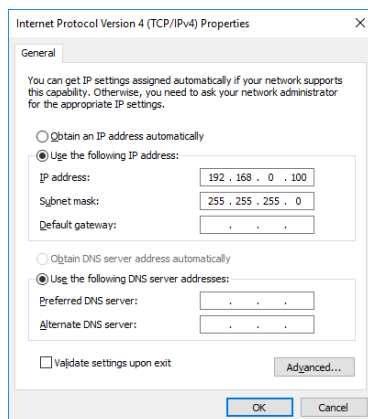 Internet Protocol Version 4 (TCP/IPv4) Properties
General
You can get IP settings assigned automatically if your network supports
this capability. Otherwise, you need to ask your network administrator
for the appropriate IP settings.
Obtain an IP address automatically
Use the following IP address:
IP address: 192 . 168 . 0 . 100
Subnet mask: 255 . 255 . 255 . 0
Default gateway: . . .
Obtain DNS server address automatically
Use the following DNS server addresses:
Preferred DNS server: . . .
Alternate DNS server: . . .
Validate settings upon exit
Advanced...
OK Cancel